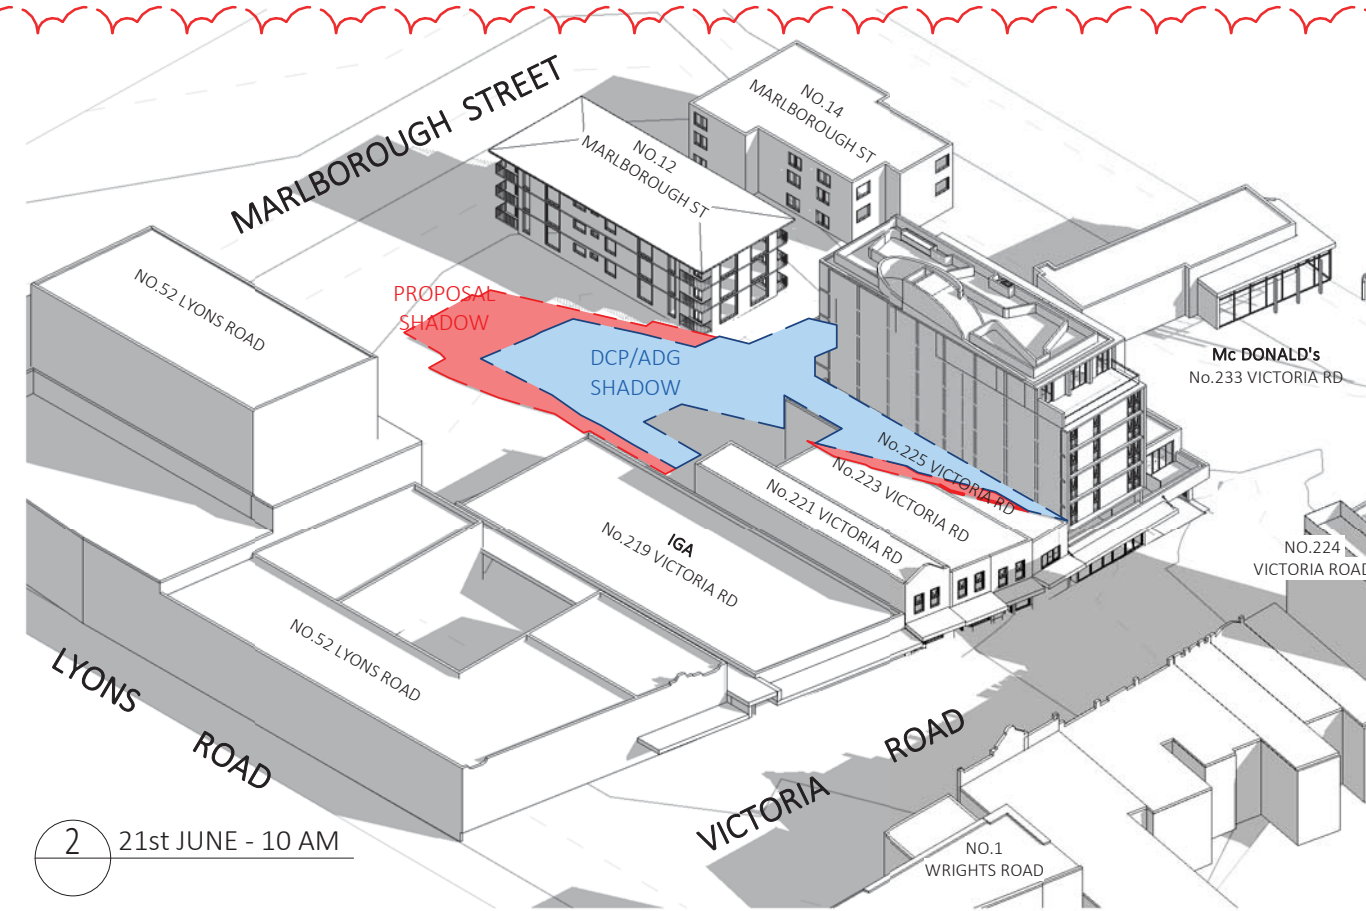 MARLBOROUGH STREET
NO.14
MARLBOROUGH ST
NO.12
MARLBOROUGH ST
NO.52 LYONS ROAD
PROPOSAL
SHADOW
DCP/ADG
SHADOW
Mc DONALD's
No.233 VICTORIA RD
No.225 VICTORIA RD
No.223 VICTORIA RD
No.221 VICTORIA RD
IGA
No.219 VICTORIA RD
NO.224
VICTORIA ROAD
NO.52 LYONS ROAD
LYONS ROAD
VICTORIA ROAD
NO.1
WRIGHTS ROAD
2 21st JUNE - 10 AM